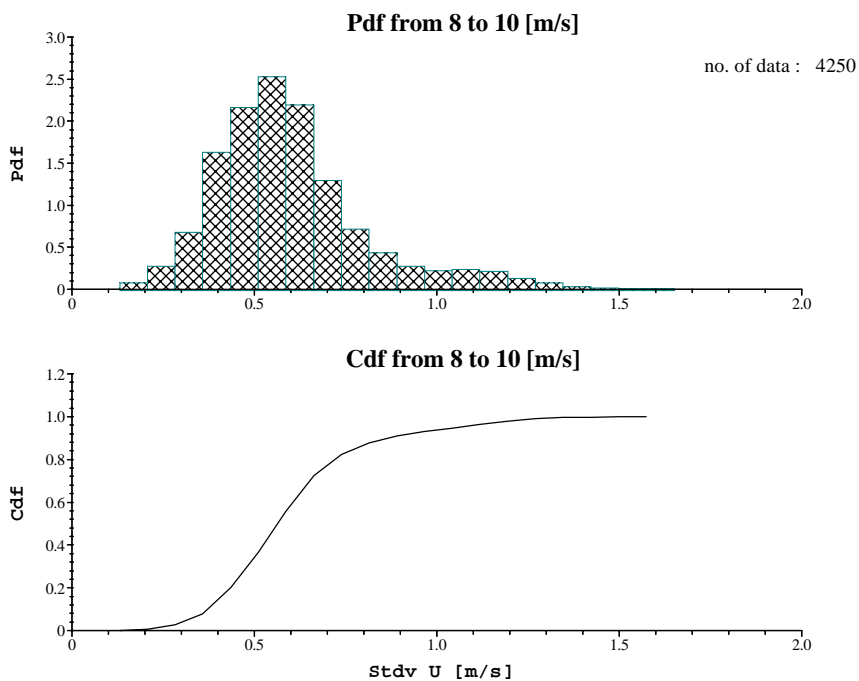 Pdf from 8 to 10 [m/s]
no. of data : 4250
3.0
2.5
2.0
1.5
1.0
0.5
0
Pdf
0 0.5 1.0 1.5 2.0
Cdf from 8 to 10 [m/s]
1.2
1.0
0.8
0.6
0.4
0.2
0
Cdf
0 0.5 1.0 1.5 2.0
Stdv U [m/s]